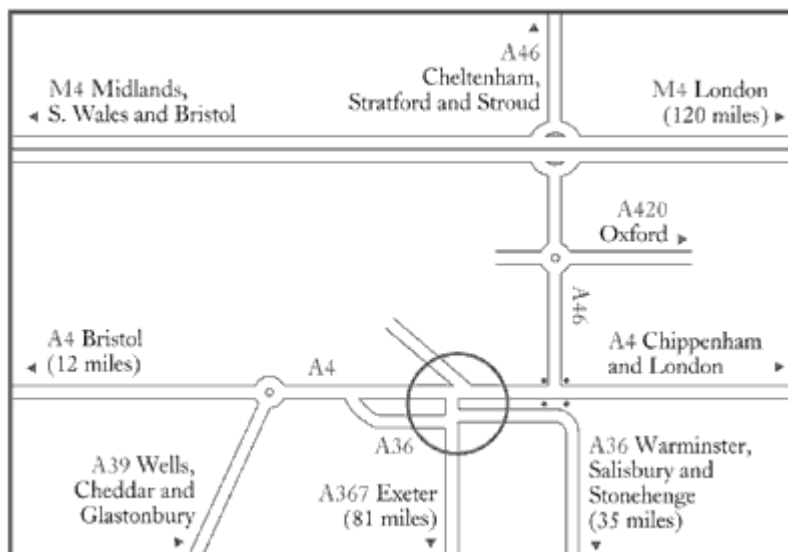 A46
Cheltenham,
Stratford and Stroud
M4 Midlands,
S. Wales and Bristol
M4 London
(120 miles)
A420
Oxford
A46
A4 Bristol
(12 miles)
A4
A4 Chippenham
and London
A36
A39 Wells,
Cheddar and
Glastonbury
A367 Exeter
(81 miles)
A36 Warminster,
Salisbury and
Stonehenge
(35 miles)